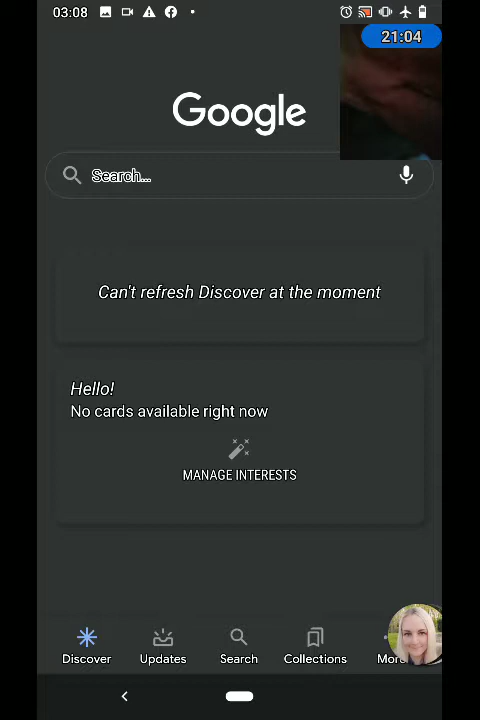 03:08
21:04
Google
Search...
Can't refresh Discover at the moment
Hello!
No cards available right now
MANAGE INTERESTS
Discover
Updates
Search
Collections
More